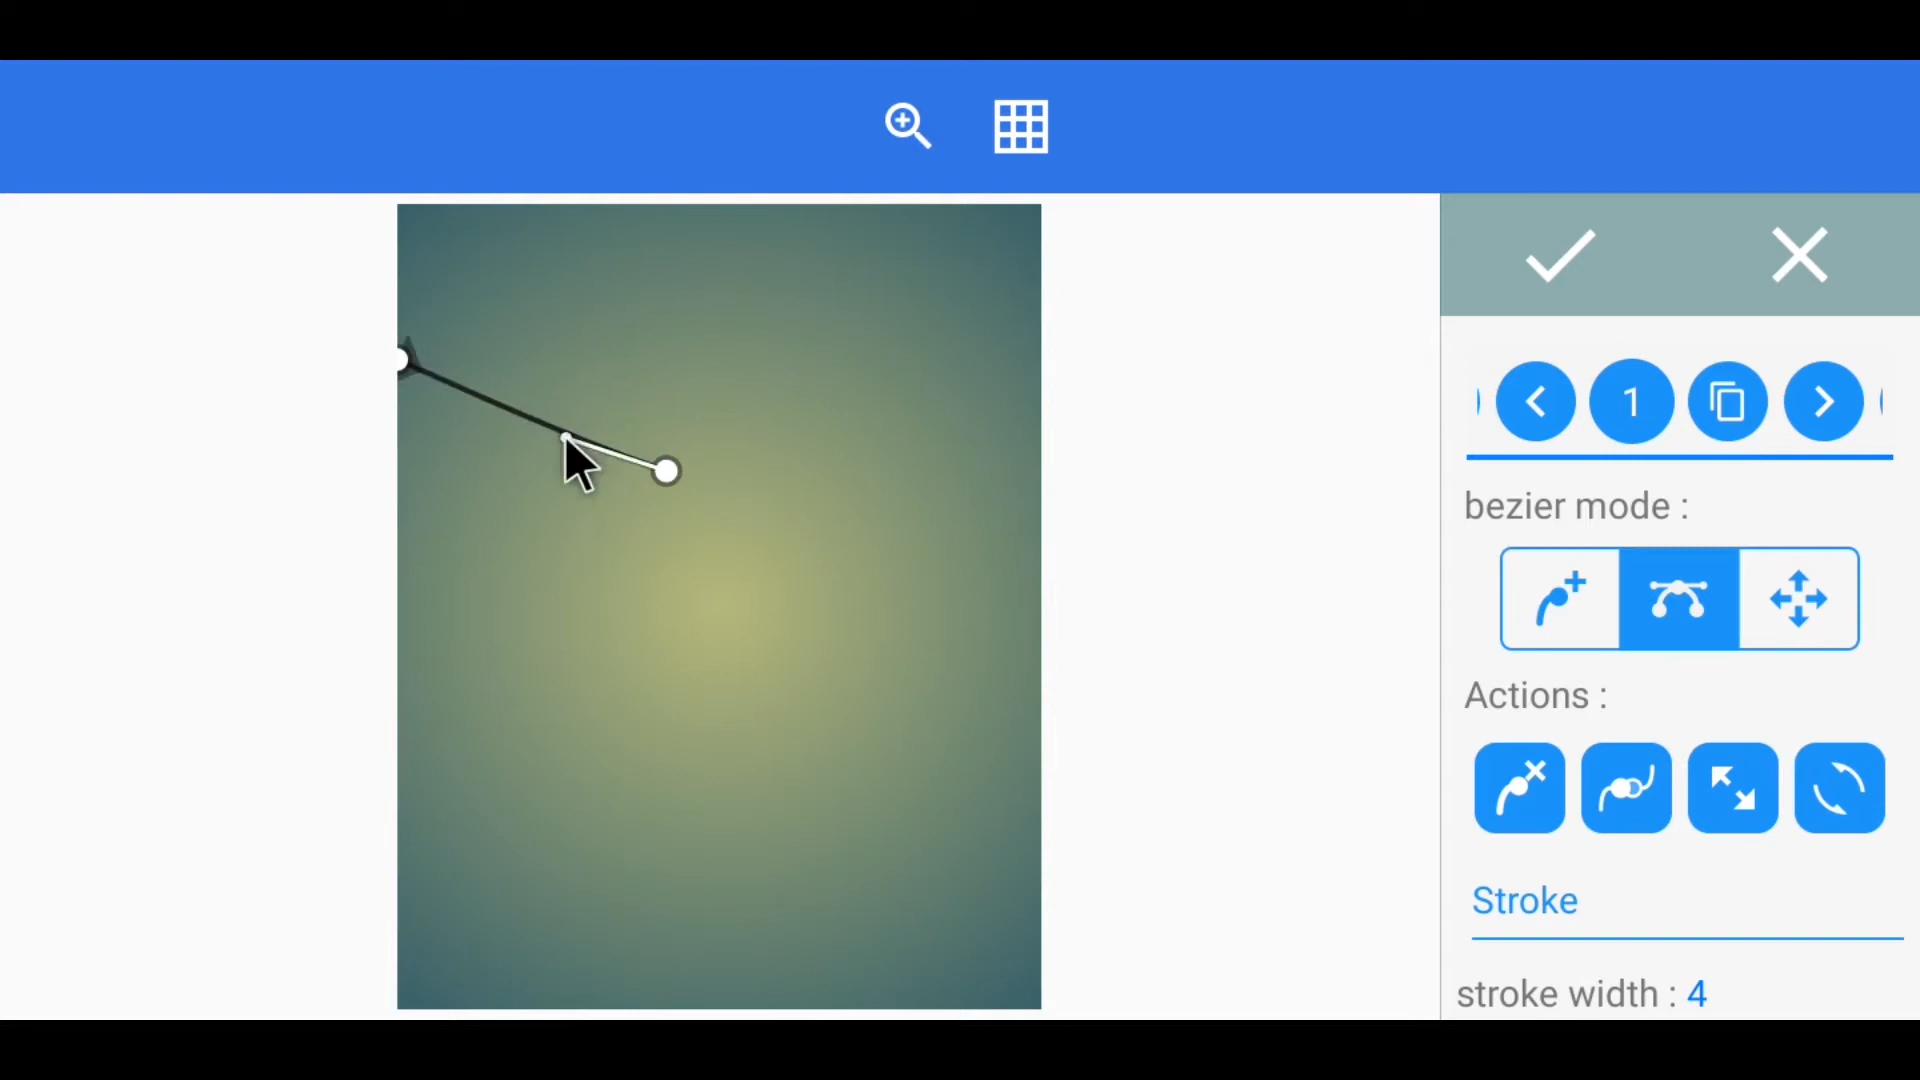 1
bezier mode :
Actions :
Stroke
stroke width : 4